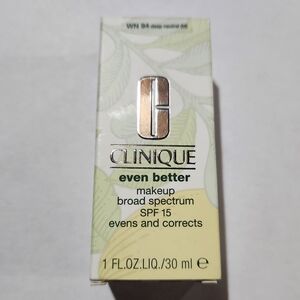 WN 94 deep neutral
C
CLINIQUE
even better
makeup
broad spectrum
SPF 15
evens and corrects
1 FL.OZ.LIQ./30 ml e